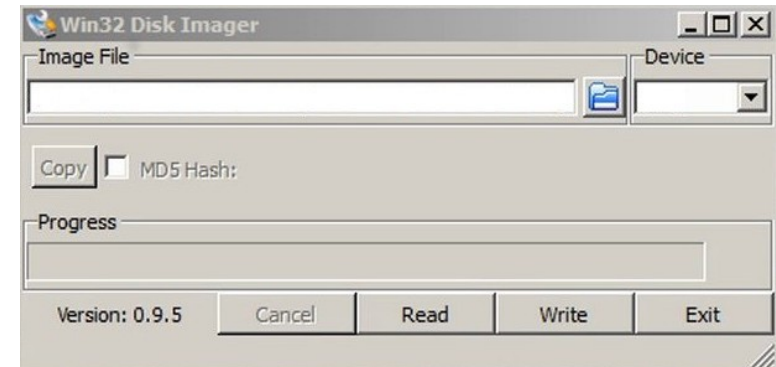 Win32 Disk Imager
Image File Device
Copy MD5 Hash:
Progress
Version: 0.9.5 Cancel Read Write Exit